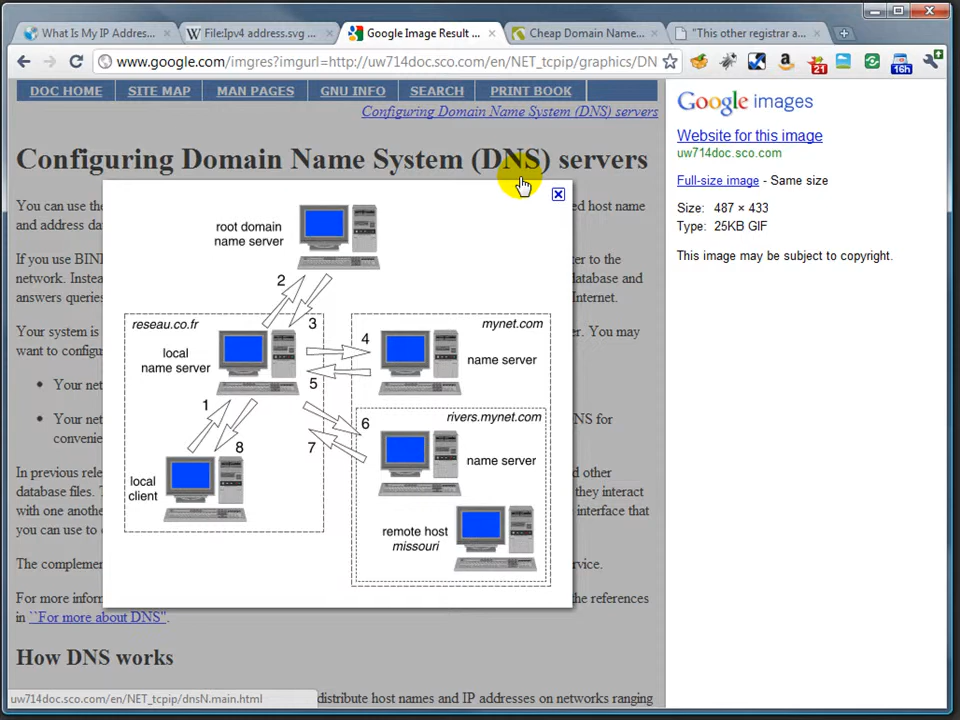 What Is My IP Addres...
File:Ipv4 address.svg ...
Google Image Result ...
Cheap Domain Name...
"This other registrar a...
www.google.com/imgres?imgurl=http://uw714doc.sco.com/en/NET_tcpip/graphics/DN
21
16h
DOC HOME SITE MAP MAN PAGES GNU INFO SEARCH PRINT BOOK
Configuring Domain Name System (DNS) servers
Configuring Domain Name System (DNS) servers
You can use the
ed host name
and address da
If you use BIN
ter to the
network. Instea
database and
answers querie
Internet.
Your system is
er. You may
want to configu
Your net
Your net
NS for
convenie
In previous rele
d other
database files. T
they interact
with one anothe
interface that
you can use to
The complemen
rvice.
For more inform
the references
in ``For more about DNS''.
How DNS works
distribute host names and IP addresses on networks ranging
uw714doc.sco.com/en/NET_tcpip/dnsN.main.html
root domain
name server
2
3
reseau.co.fr
local
name server
4
5
mynet.com
name server
1
8
6
7
rivers.mynet.com
name server
local
client
remote host
missouri
Google images
Website for this image
uw714doc.sco.com
Full-size image - Same size
Size: 487 × 433
Type: 25KB GIF
This image may be subject to copyright.